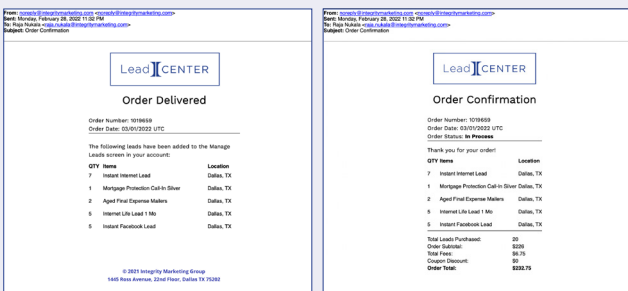 From: noreply@integritymarketing.com <noreply@integritymarketing.com>
Sent: Monday, February 28, 2022 11:32 PM
To: Raja Nukala <raja.nukala@integritymarketing.com>
Subject: Order Confirmation
Lead CENTER
Order Delivered
Order Number: 1019659
Order Date: 03/01/2022 UTC
The following leads have been added to the Manage
Leads screen in your account:
QTY Items Location
7 Instant Internet Lead Dallas, TX
1 Mortgage Protection Call-In Silver Dallas, TX
2 Aged Final Expense Mailers Dallas, TX
5 Internet Life Lead 1 Mo Dallas, TX
5 Instant Facebook Lead Dallas, TX
© 2021 Integrity Marketing Group
1445 Ross Avenue, 22nd Floor, Dallas TX 75202
From: noreply@integritymarketing.com <noreply@integritymarketing.com>
Sent: Monday, February 28, 2022 11:32 PM
To: Raja Nukala <raja.nukala@integritymarketing.com>
Subject: Order Confirmation
Lead CENTER
Order Confirmation
Order Number: 1019659
Order Date: 03/01/2022 UTC
Order Status: In Process
Thank you for your order!
QTY Items Location
7 Instant Internet Lead Dallas, TX
1 Mortgage Protection Call-In Silver Dallas, TX
2 Aged Final Expense Mailers Dallas, TX
5 Internet Life Lead 1 Mo Dallas, TX
5 Instant Facebook Lead Dallas, TX
Total Leads Purchased: 20
Order Subtotal: $226
Total Fees: $6.75
Coupon Discount: $0
Order Total: $232.75